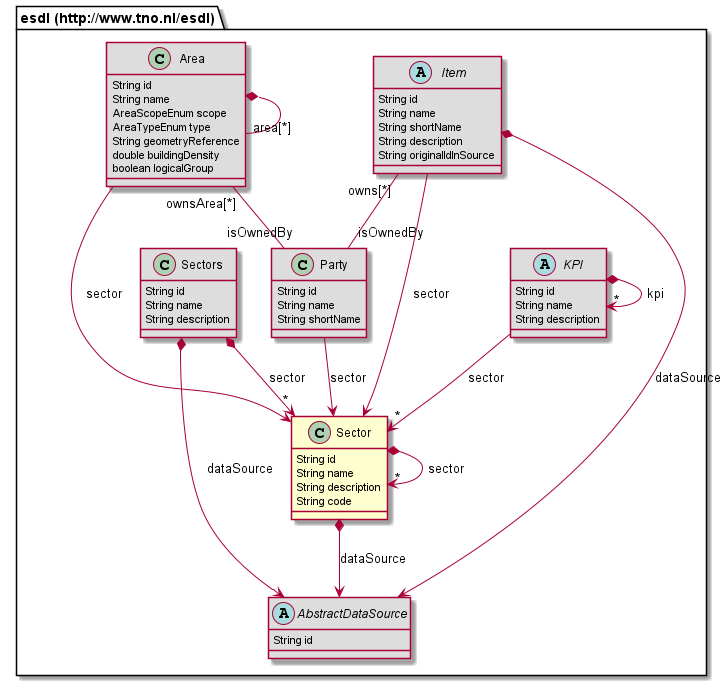 esdl (http://www.tno.nl/esdl)
C Area
String id
String name
AreaScopeEnum scope
AreaTypeEnum type
String geometryReference
double buildingDensity
boolean logicalGroup
area[*]
A Item
String id
String name
String shortName
String description
String originalIdInSource
owns[*]
ownsArea[*]
isOwnedBy
isOwnedBy
C Sectors
String id
String name
String description
C Party
String id
String name
String shortName
A KPI
String id
String name
String description
*
kpi
sector
sector
sector
sector
sector
dataSource
*
*
C Sector
String id
String name
String description
String code
*
sector
dataSource
dataSource
A AbstractDataSource
String id